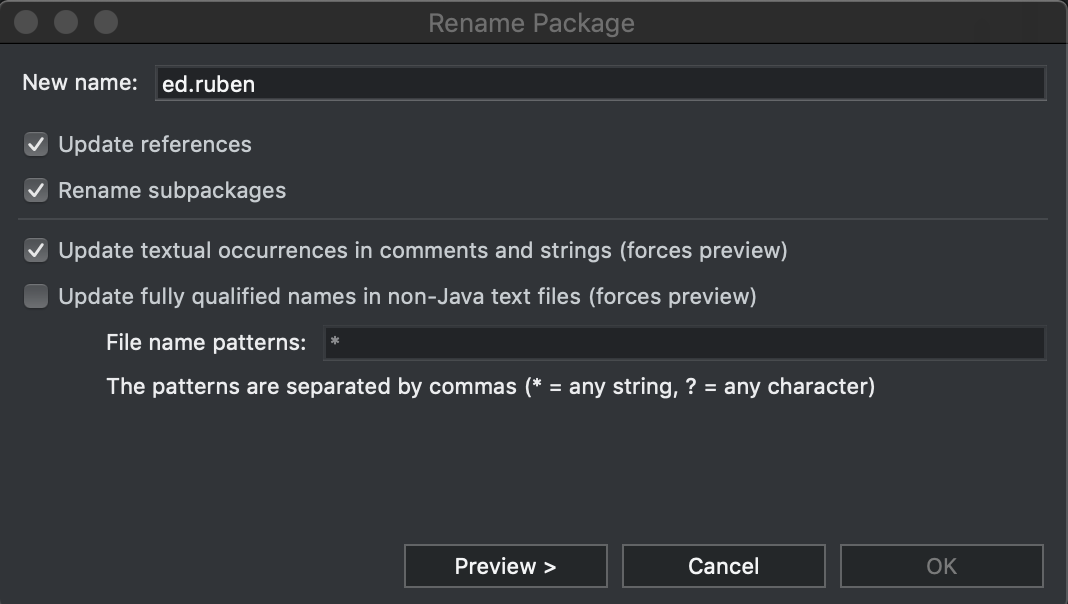 Rename Package
New name: ed.ruben
Update references
Rename subpackages
Update textual occurrences in comments and strings (forces preview)
Update fully qualified names in non-Java text files (forces preview)
File name patterns: *
The patterns are separated by commas (* = any string, ? = any character)
Preview > Cancel OK